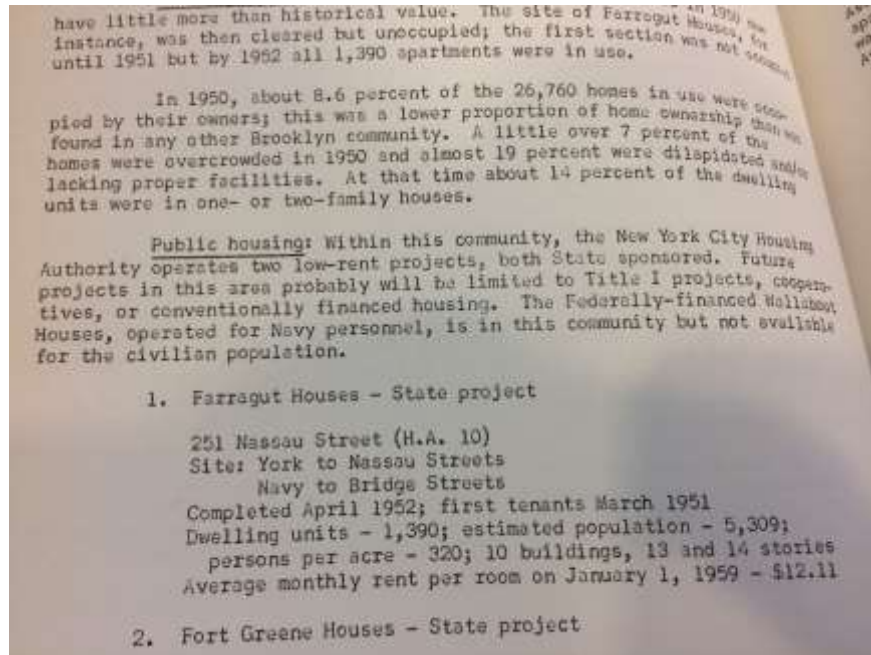 have little more than historical value. The site of Farragut Houses, for
instance, was then cleared but unoccupied; the first section was not
until 1951 but by 1952 all 1,390 apartments were in use.
In 1950, about 8.6 percent of the 26,760 homes in use were occu-
pied by their owners; this was a lower proportion of home ownership than was
found in any other Brooklyn community. A little over 7 percent of the
homes were overcrowded in 1950 and almost 19 percent were dilapidated and/or
lacking proper facilities. At that time about 14 percent of the dwelling
units were in one- or two-family houses.
Public housing: Within this community, the New York City Housing
Authority operates two low-rent projects, both State sponsored. Future
projects in this area probably will be limited to Title I projects, coopera-
tives, or conventionally financed housing. The Federally-financed Wallabout
Houses, operated for Navy personnel, is in this community but not available
for the civilian population.
1. Farragut Houses - State project
251 Nassau Street (H.A. 10)
Site: York to Nassau Streets
Navy to Bridge Streets
Completed April 1952; first tenants March 1951
Dwelling units - 1,390; estimated population - 5,309;
persons per acre - 320; 10 buildings, 13 and 14 stories
Average monthly rent per room on January 1, 1959 - $12.11
2. Fort Greene Houses - State project